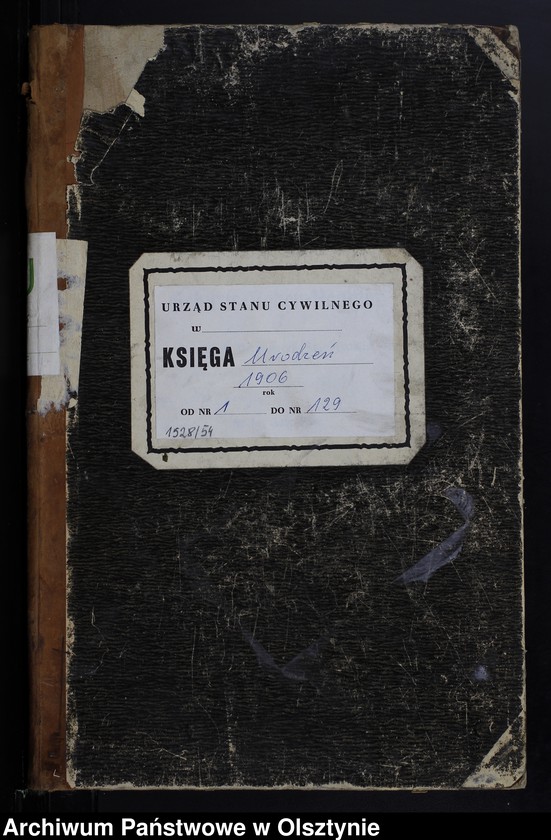 URZĄD STANU CYWILNEGO
w
KSIĘGA Urodzeń
1906
rok
OD NR 1 DO NR 129
1528/54
Archiwum Państwowe w Olsztynie